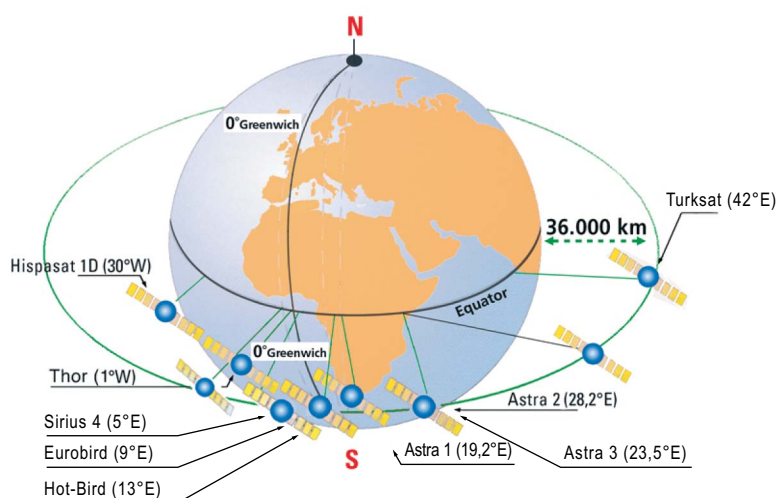 N
0°Greenwich
Turksat (42°E)
36.000 km
Hispasat 1D (30°W)
Equator
0°Greenwich
Thor (1°W)
Astra 2 (28,2°E)
Sirius 4 (5°E)
Eurobird (9°E)
S
Astra 1 (19,2°E)
Astra 3 (23,5°E)
Hot-Bird (13°E)